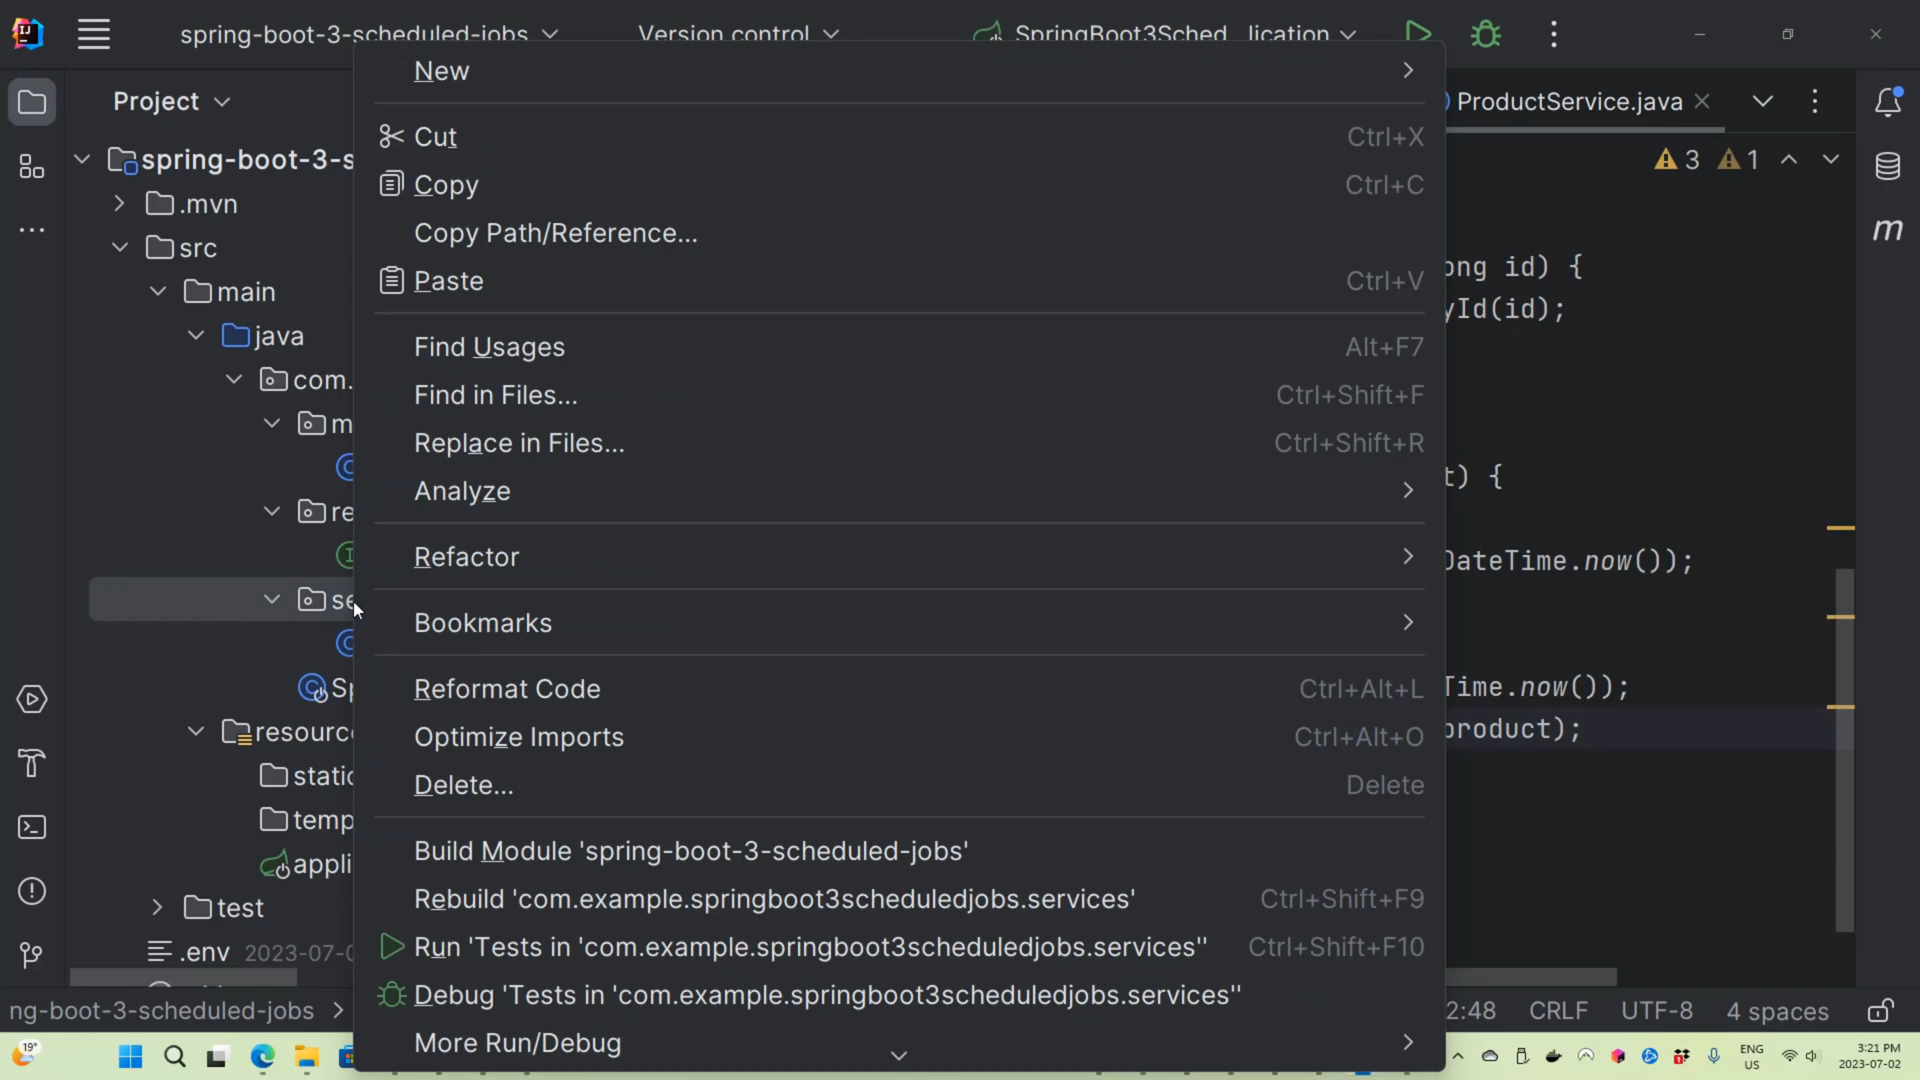 spring-boot-3-scheduled-jobs
Version control
SpringBoot3Sched...lication
Project
spring-boot-3-s
.mvn
src
main
java
com.
m
re
se
Sp
resourc
static
temp
appli
test
.env 2023-07-0
New
Cut Ctrl+X
Copy Ctrl+C
Copy Path/Reference...
Paste Ctrl+V
Find Usages Alt+F7
Find in Files... Ctrl+Shift+F
Replace in Files... Ctrl+Shift+R
Analyze
Refactor
Bookmarks
Reformat Code Ctrl+Alt+L
Optimize Imports Ctrl+Alt+O
Delete... Delete
Build Module 'spring-boot-3-scheduled-jobs'
Rebuild 'com.example.springboot3scheduledjobs.services' Ctrl+Shift+F9
Run 'Tests in 'com.example.springboot3scheduledjobs.services'' Ctrl+Shift+F10
Debug 'Tests in 'com.example.springboot3scheduledjobs.services''
More Run/Debug
ProductService.java
3 1
ong id) {
yId(id);
t) {
DateTime.now());
Time.now());
product);
ng-boot-3-scheduled-jobs
2:48 CRLF UTF-8 4 spaces
19°
ENG
US
3:21 PM
2023-07-02